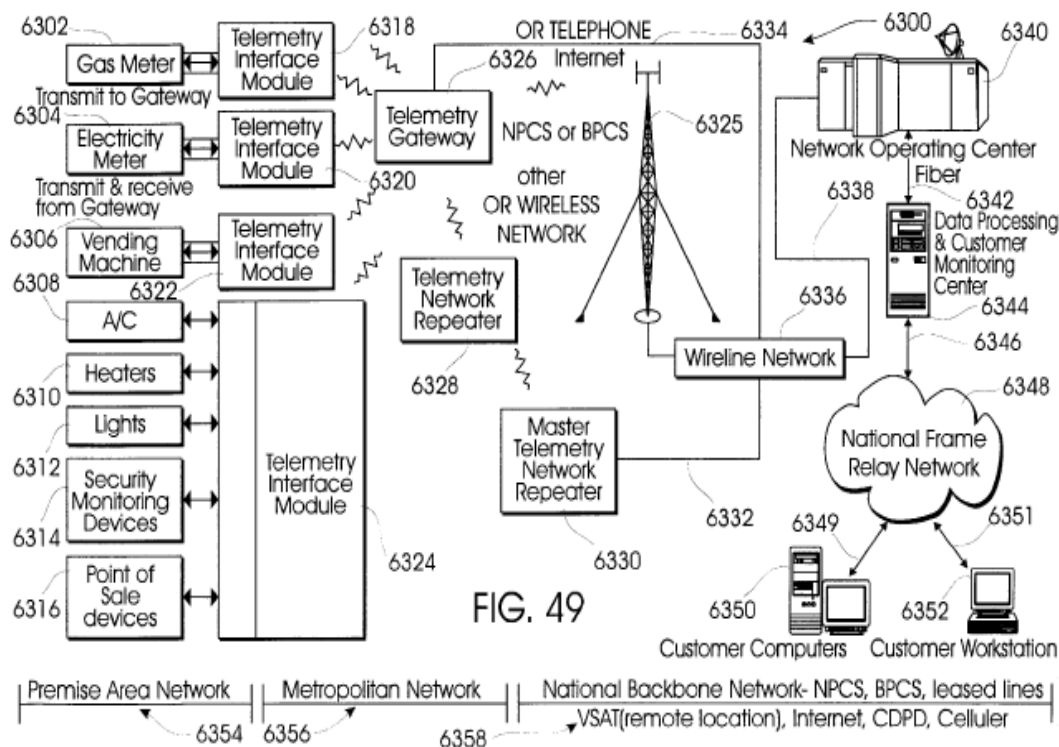 6302
Gas Meter
Transmit to Gateway
6304
Electricity
Meter
Transmit & receive
from Gateway
6306
Vending
Machine
6308
A/C
Heaters
6310
Lights
6312
Security
Monitoring
Devices
6314
Point of
Sale
devices
6316
Telemetry
Interface
Module
6318
Telemetry
Interface
Module
6320
Telemetry
Interface
Module
6322
Telemetry
Interface
Module
6324
OR TELEPHONE
Internet
6334
6326
Telemetry
Gateway
NPCS or BPCS
other
OR WIRELESS
NETWORK
6325
Telemetry
Network
Repeater
6328
Master
Telemetry
Network
Repeater
6330
6332
Wireline Network
6336
6338
6300
6340
Network Operating Center
Fiber
6342
Data Processing
& Customer
Monitoring
Center
6344
6346
6348
National Frame
Relay Network
6349
6351
6350
6352
Customer Computers
Customer Workstation
FIG. 49
Premise Area Network
6354
Metropolitan Network
6356
National Backbone Network- NPCS, BPCS, leased lines
VSAT(remote location), Internet, CDPD, Celluler
6358